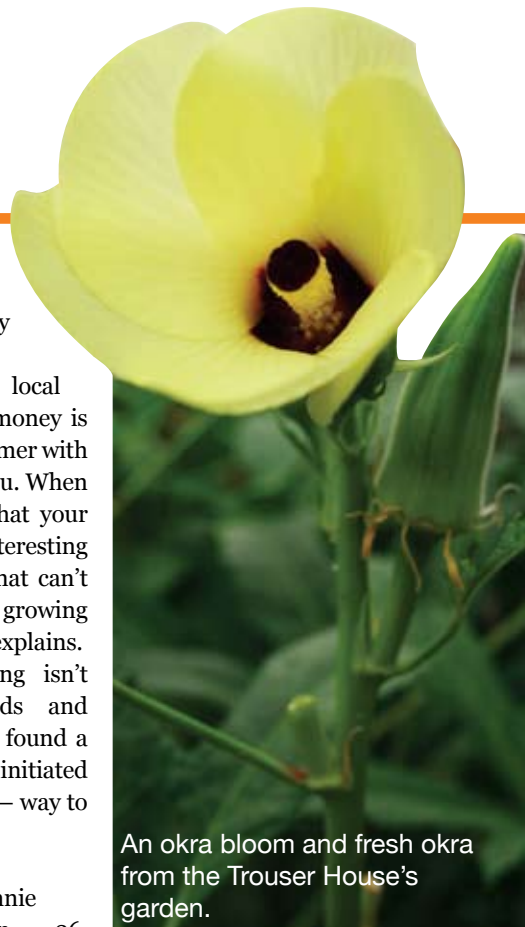 y
local
money is
mer with
u. When
hat your
teresting
hat can't
growing
explains.
ng isn't
ds and
found a
initiated
– way to
nnie
An okra bloom and fresh okra
from the Trouser House's
garden.